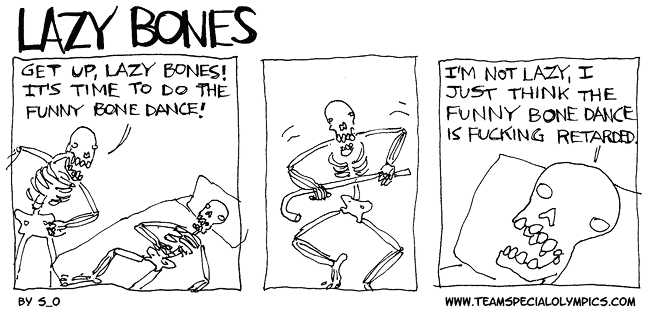 LAZY BONES
GET UP, LAZY BONES!
IT'S TIME TO DO THE
FUNNY BONE DANCE!
I'M NOT LAZY, I
JUST THINK THE
FUNNY BONE DANCE
IS FUCKING RETARDED.
BY S_O
WWW.TEAMSPECIALOLYMPICS.COM